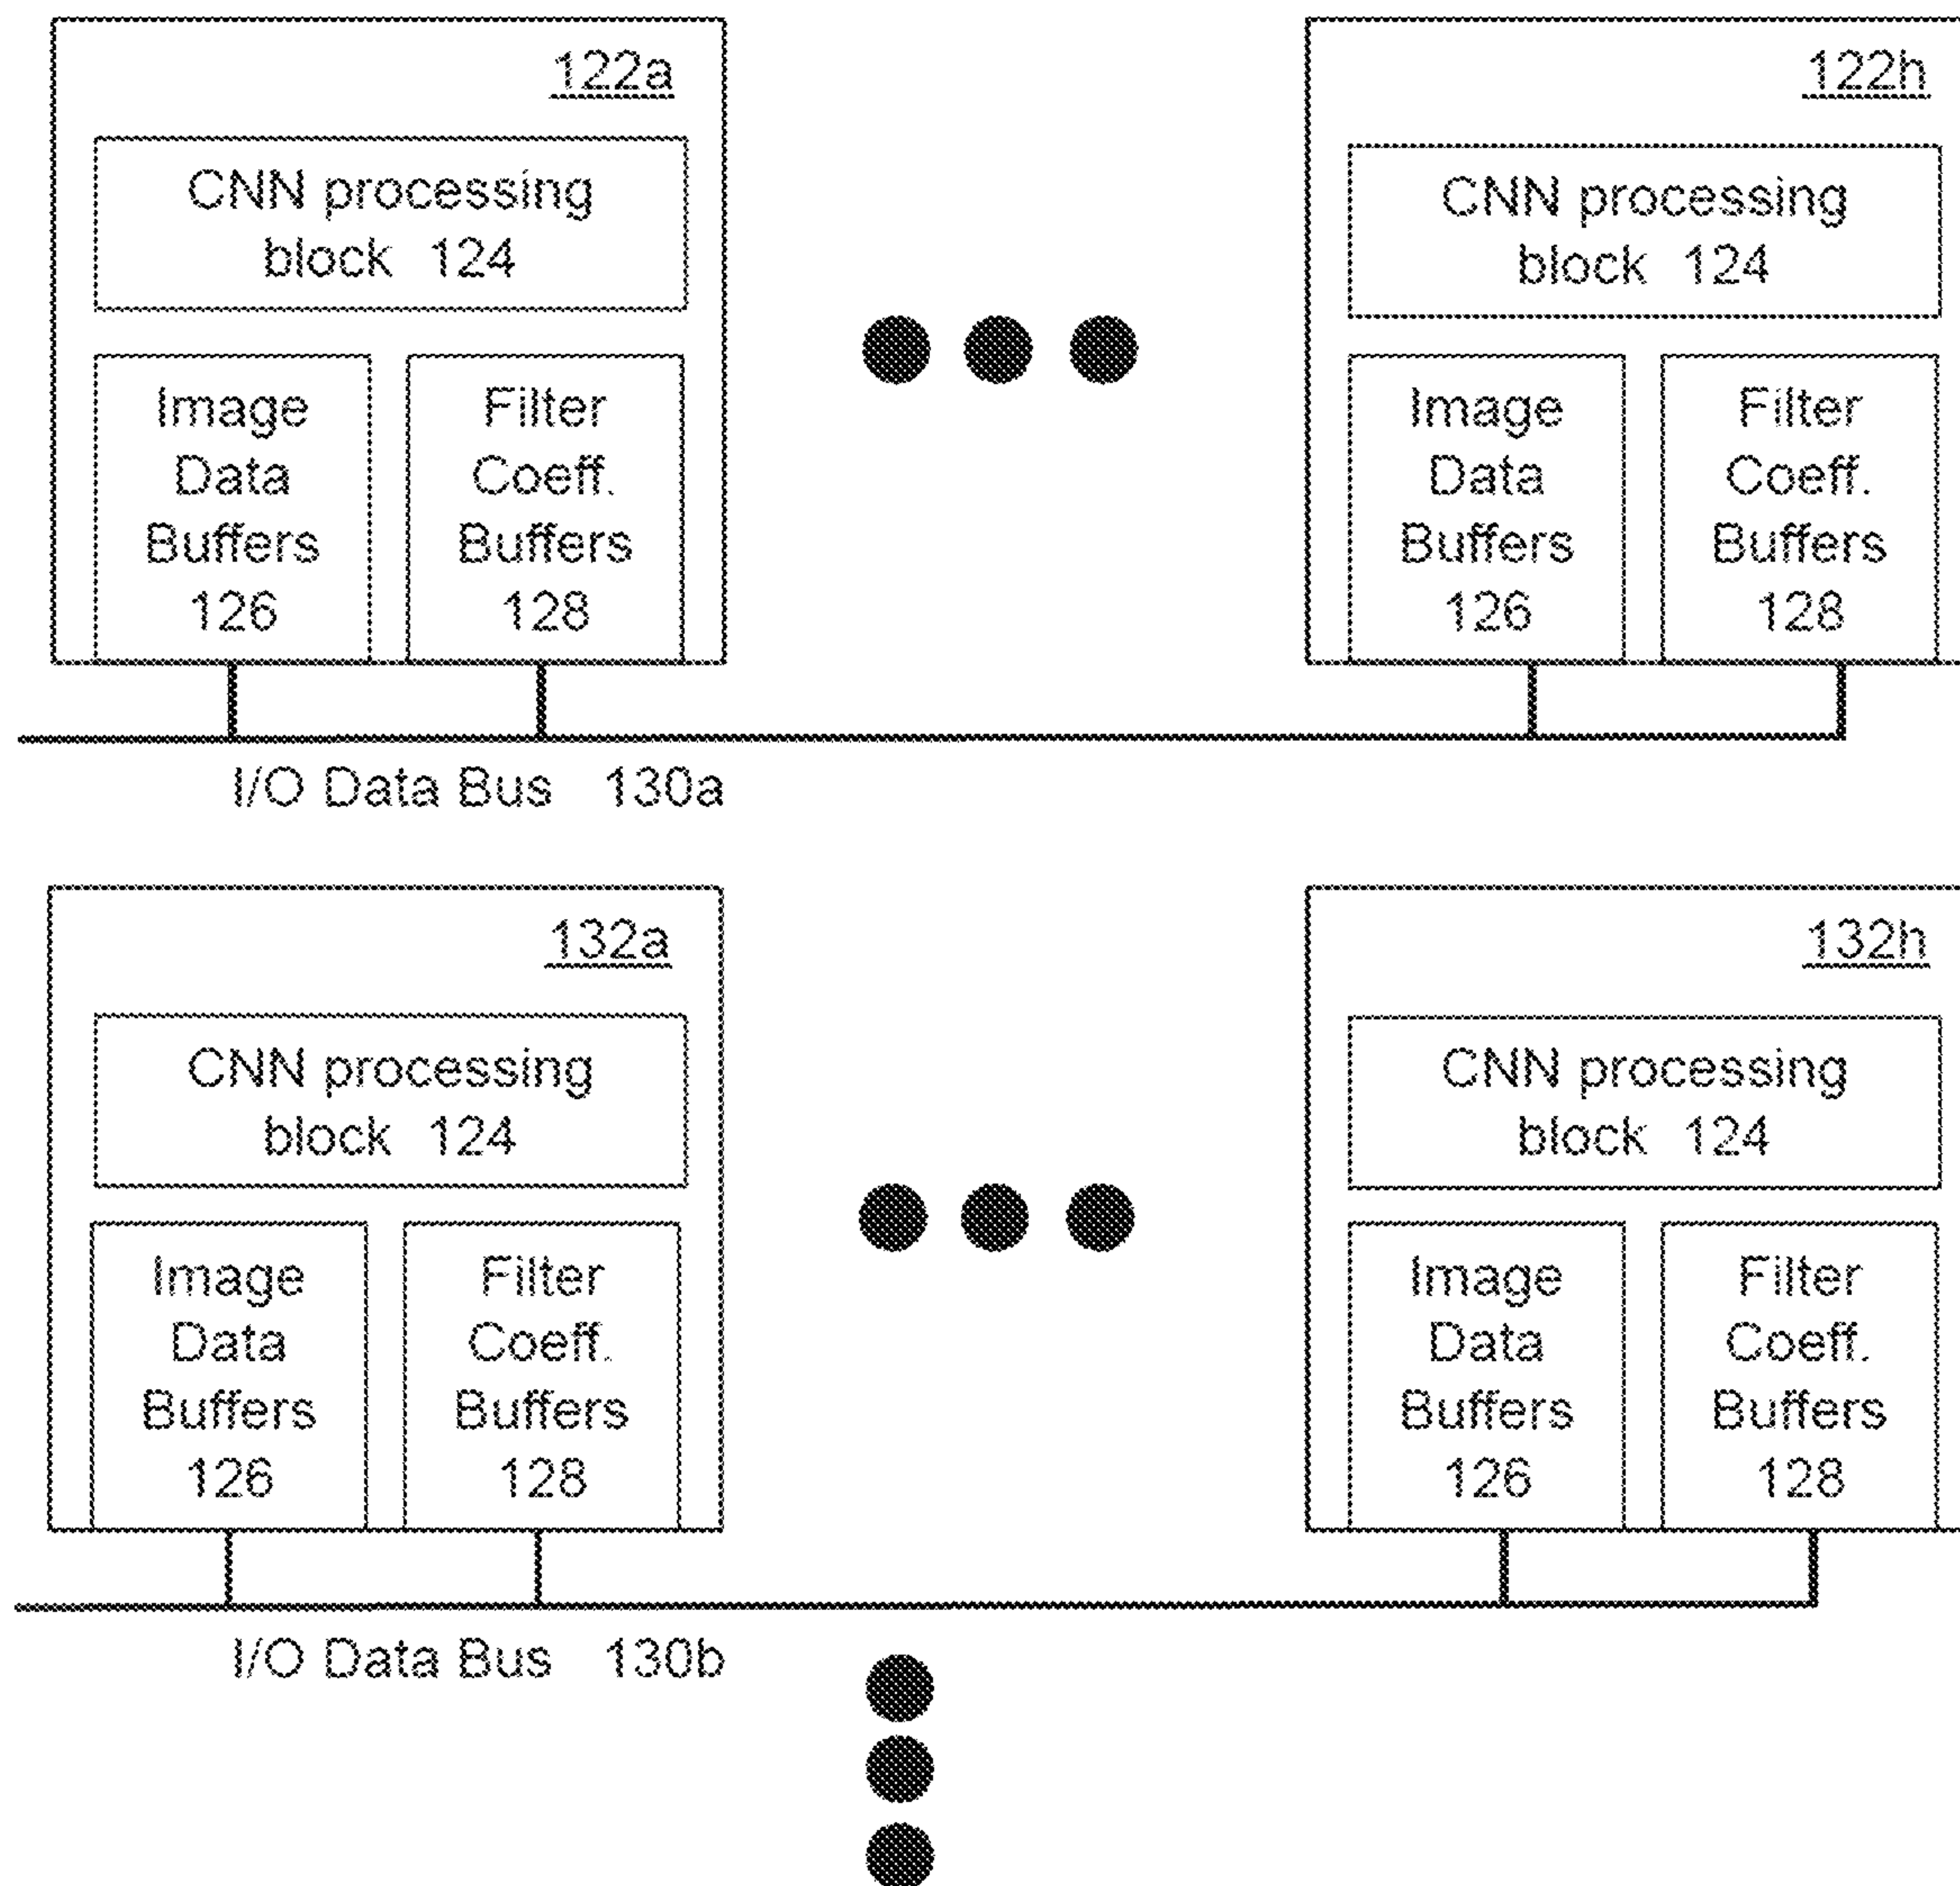 122a
CNN processing
block 124
Image
Data
Buffers
126
Filter
Coeff.
Buffers
128
122h
CNN processing
block 124
Image
Data
Buffers
126
Filter
Coeff.
Buffers
128
I/O Data Bus 130a
132a
CNN processing
block 124
Image
Data
Buffers
126
Filter
Coeff.
Buffers
128
132h
CNN processing
block 124
Image
Data
Buffers
126
Filter
Coeff.
Buffers
128
I/O Data Bus 130b